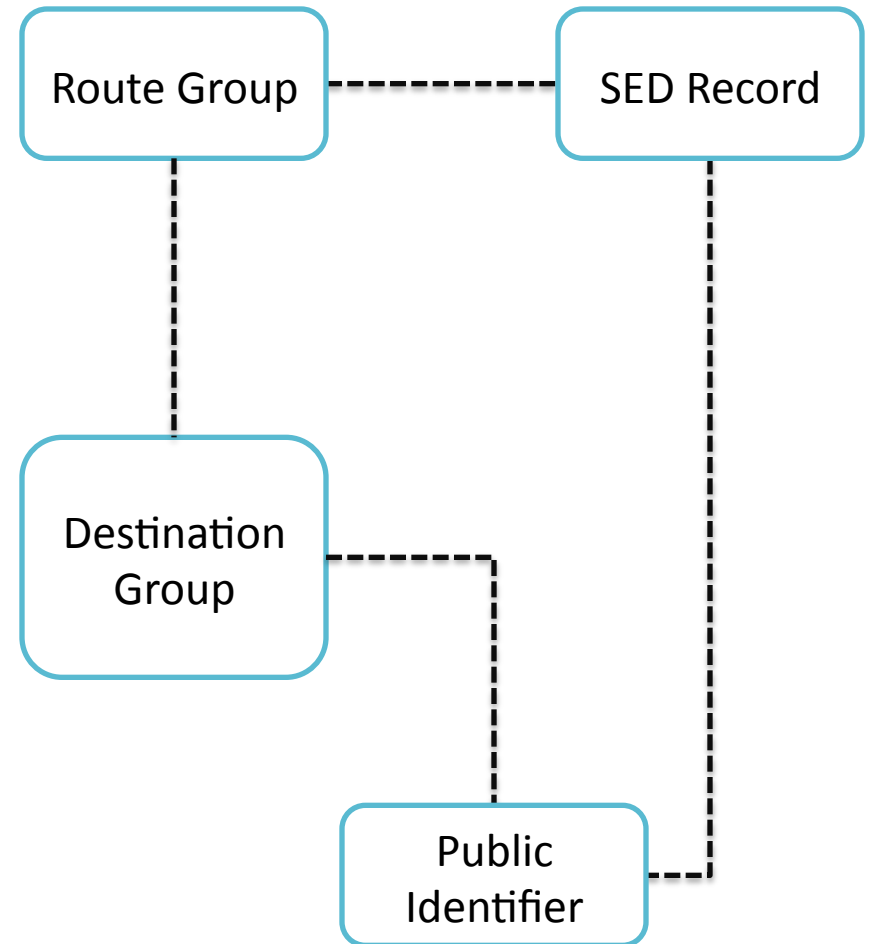 Route Group
SED Record
Destination
Group
Public
Identifier